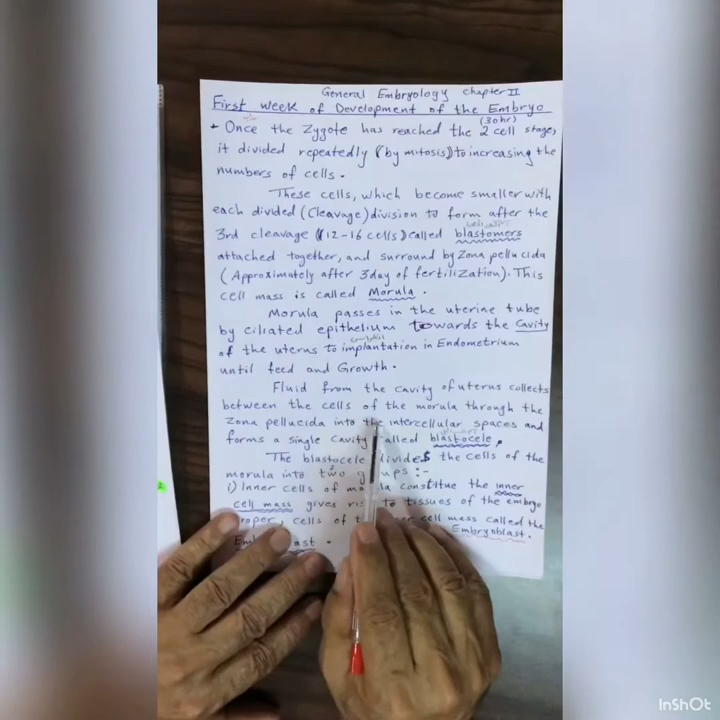 General Embryology chapter II
First week of Development of the Embryo
(30hr)
Once the Zygote has reached the 2 cell stage,
it divided repeatedly (by mitosis) to increasing the
numbers of cells.
These cells, which become smaller with
each divided (Cleavage) division to form after the
3rd cleavage (12-16 cells) called blastomers
attached together, and surround by Zona pellucida
(Approximately after 3day of fertilization). This
cell mass is called Morula.
Morula passes in the uterine tube
by ciliated epithelium towards the Cavity
of the uterus to implantation in Endometrium
until feed and Growth.
Fluid from the cavity of uterus collects
between the cells of the morula through the
Zona pellucida into the intercellular spaces and
forms a single cavity called blastocele,
The blastocele divides the cells of the
morula into two groups :-
i) Inner cells of constitue the inner
cell mass gives to tissues of the embryo
proper, cells of cell mass called the
Embryoblast.
InShOt